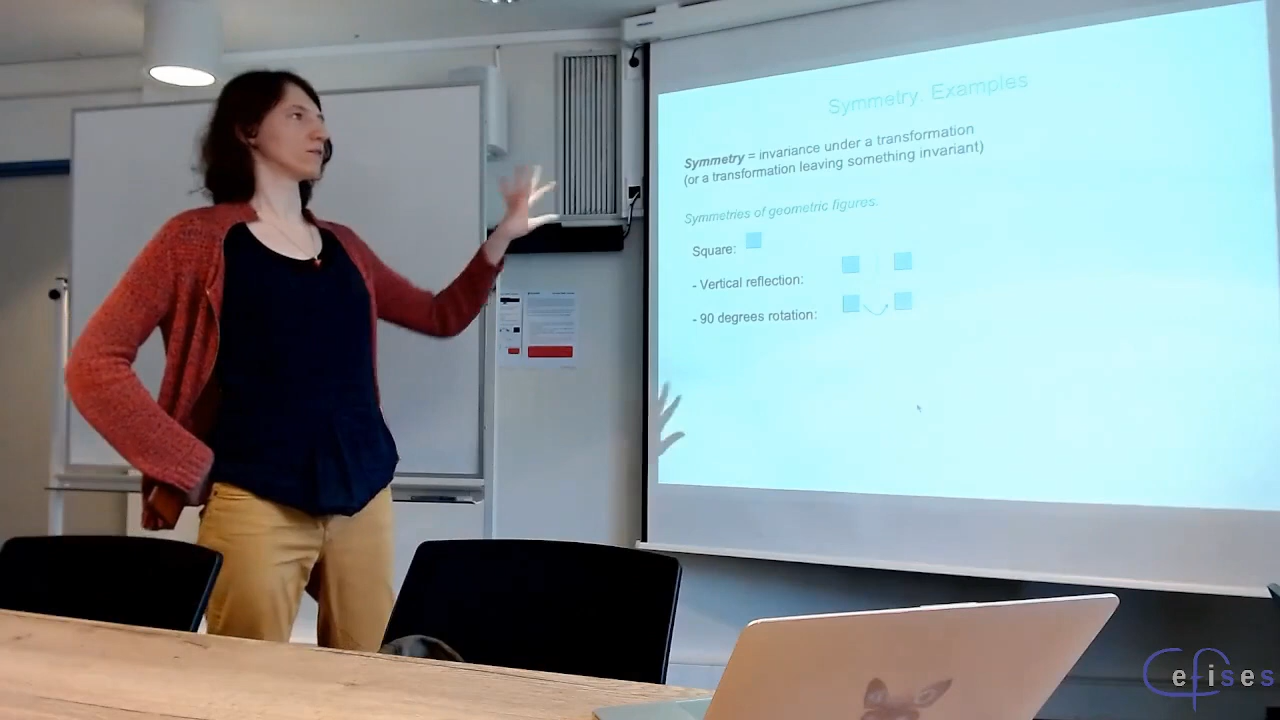 Symmetry. Examples
Symmetry = invariance under a transformation
(or a transformation leaving something invariant)
Symmetries of geometric figures.
Square:
- Vertical reflection:
- 90 degrees rotation:
efises